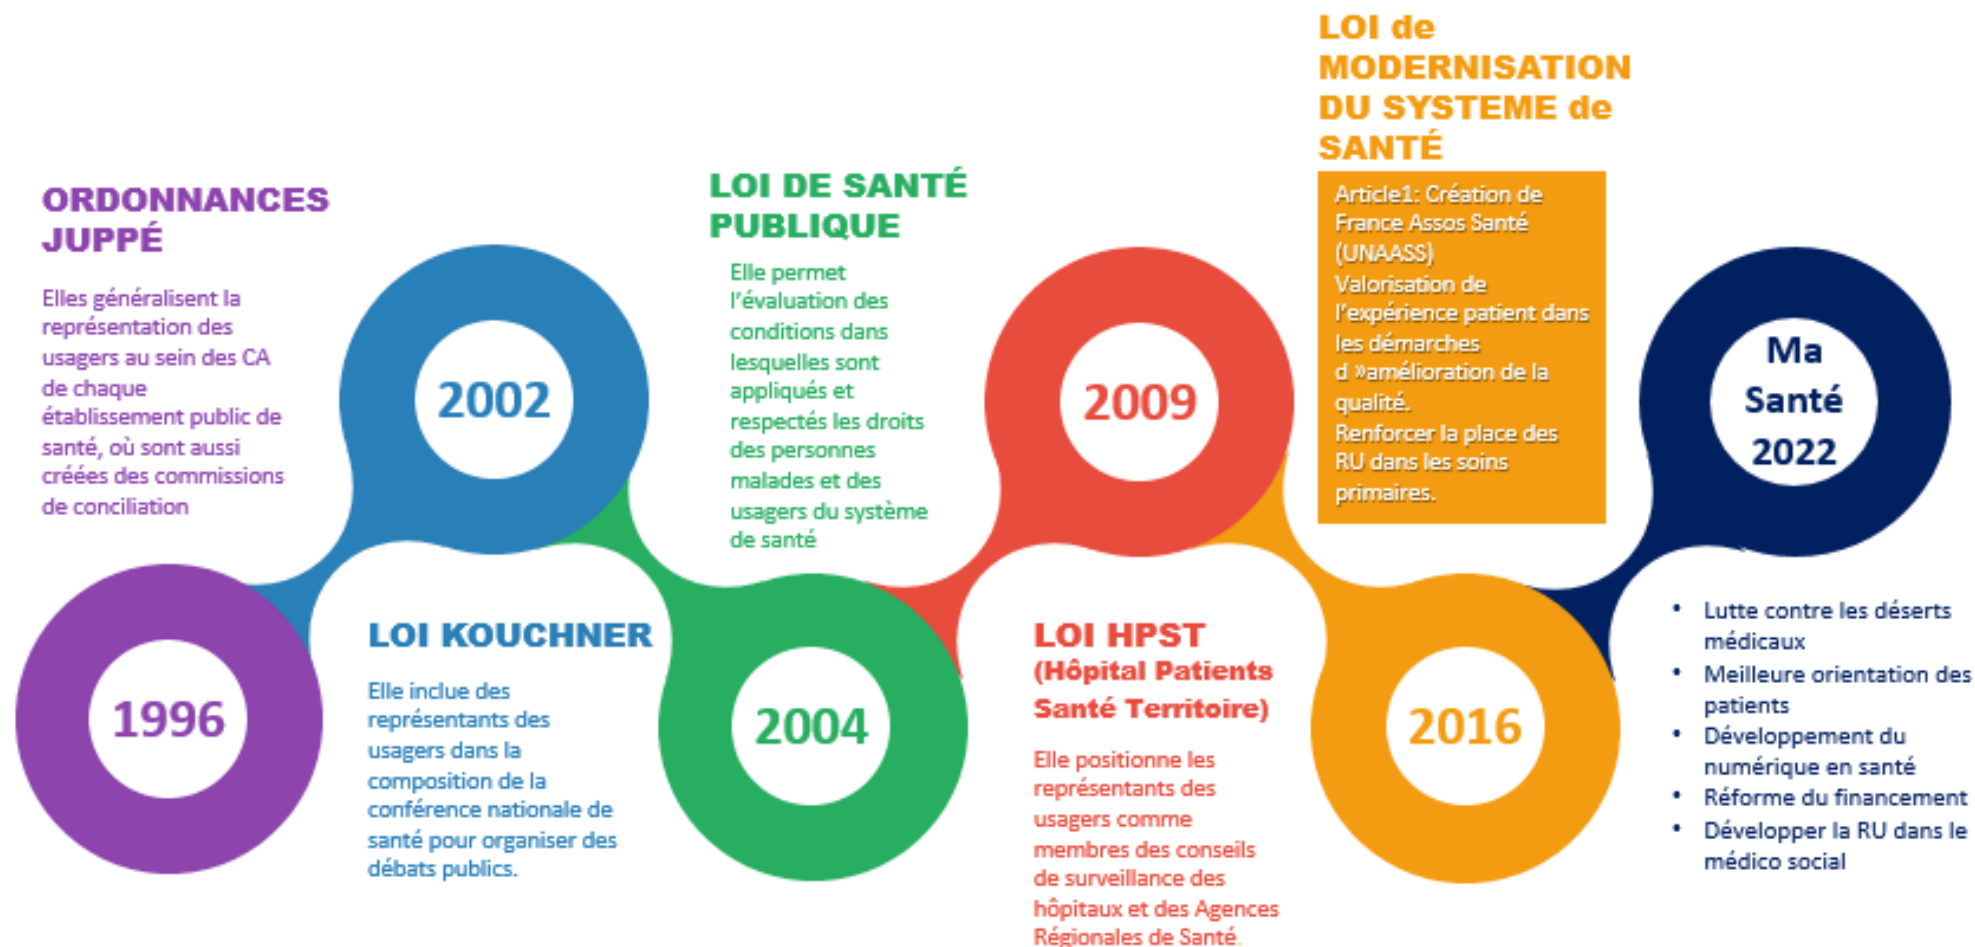 ORDONNANCES
JUPPÉ
Elles généralisent la
représentation des
usagers au sein des CA
de chaque
établissement public de
santé, où sont aussi
créées des commissions
de conciliation
1996
2002
LOI KOUCHNER
Elle inclue des
représentants des
usagers dans la
composition de la
conférence nationale de
santé pour organiser des
débats publics.
LOI DE SANTÉ
PUBLIQUE
Elle permet
l'évaluation des
conditions dans
lesquelles sont
appliqués et
respectés les droits
des personnes
malades et des
usagers du système
de santé
2004
2009
LOI HPST
(Hôpital Patients
Santé Territoire)
Elle positionne les
représentants des
usagers comme
membres des conseils
de surveillance des
hôpitaux et des Agences
Régionales de Santé.
LOI de
MODERNISATION
DU SYSTEME de
SANTÉ
Article1: Création de
France Assos Santé
(UNAASS)
Valorisation de
l'expérience patient dans
les démarches
d »amélioration de la
qualité.
Renforcer la place des
RU dans les soins
primaires.
2016
Ma
Santé
2022
• Lutte contre les déserts
médicaux
• Meilleure orientation des
patients
• Développement du
numérique en santé
• Réforme du financement
• Développer la RU dans le
médico social